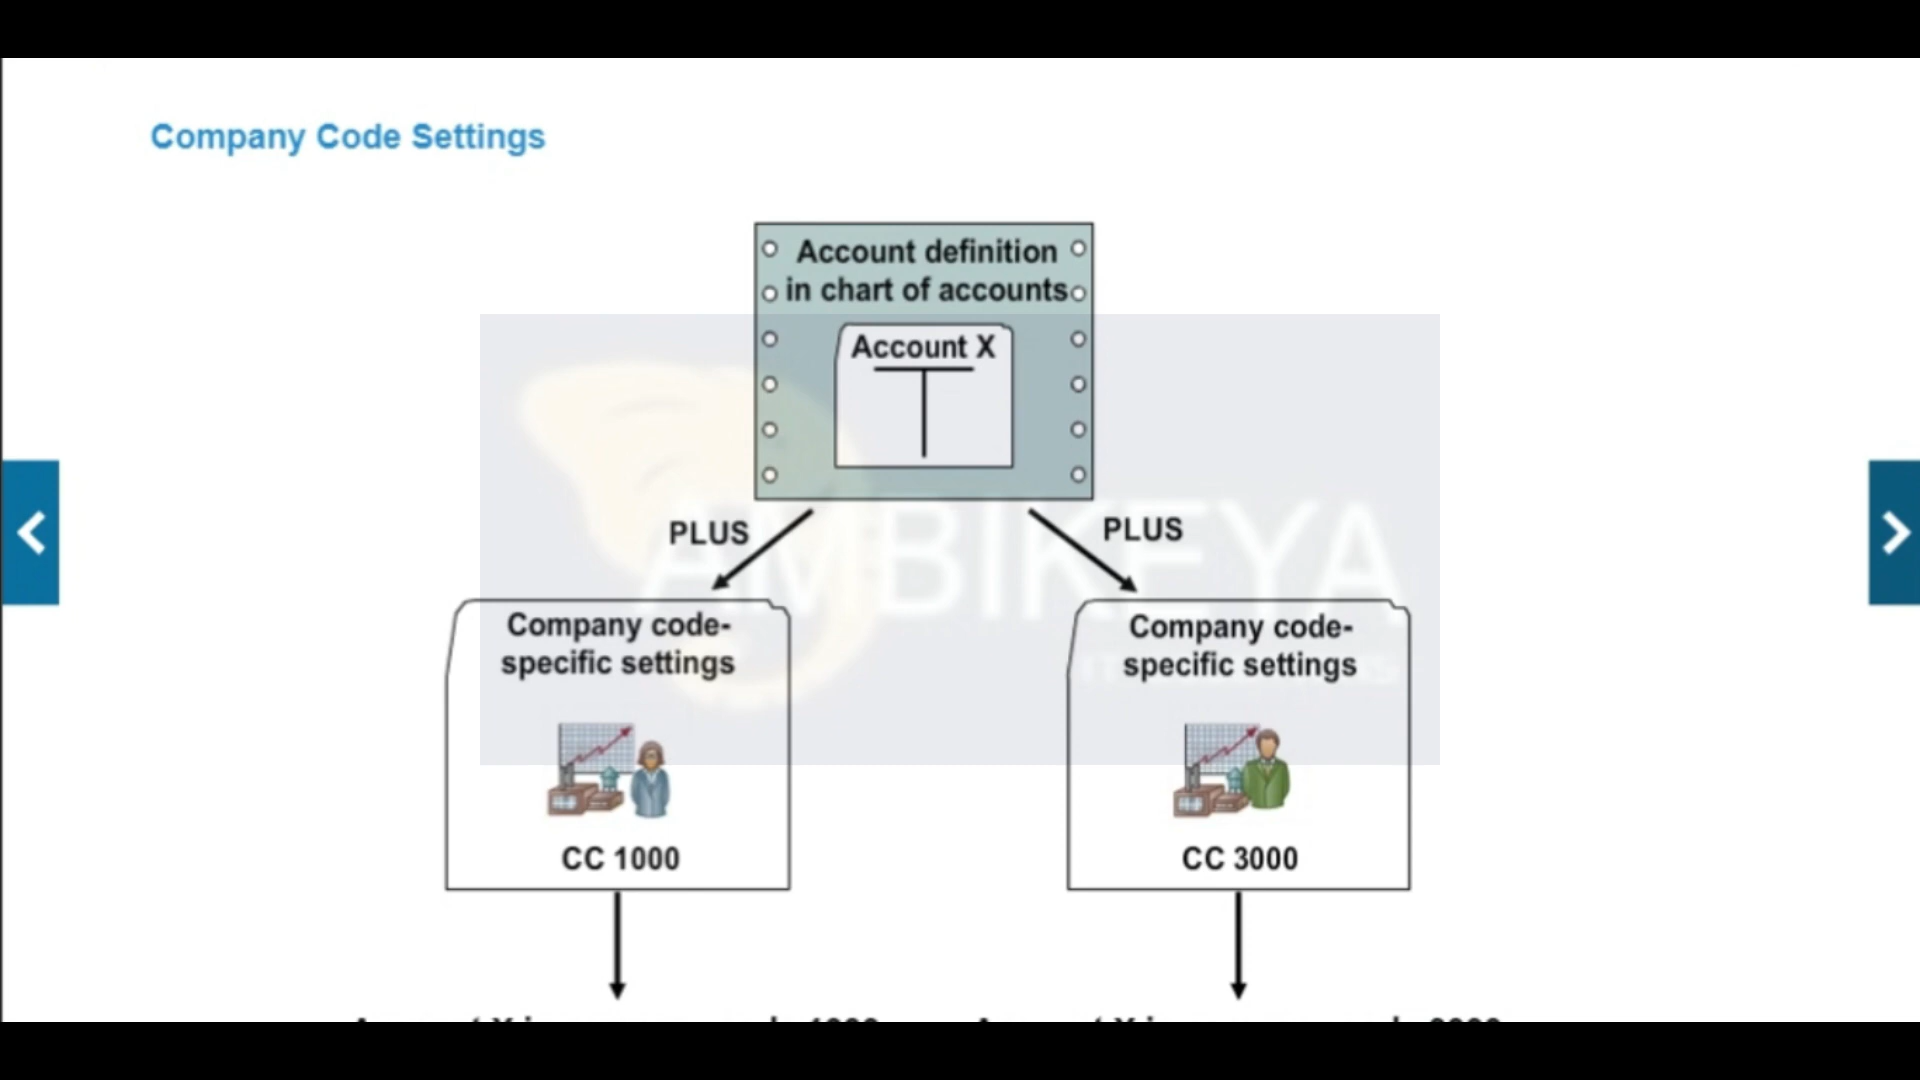 Company Code Settings
Account definition
in chart of accounts
Account X
PLUS
PLUS
AMBIKEYA
Company code-
specific settings
CC 1000
Company code-
specific settings
CC 3000